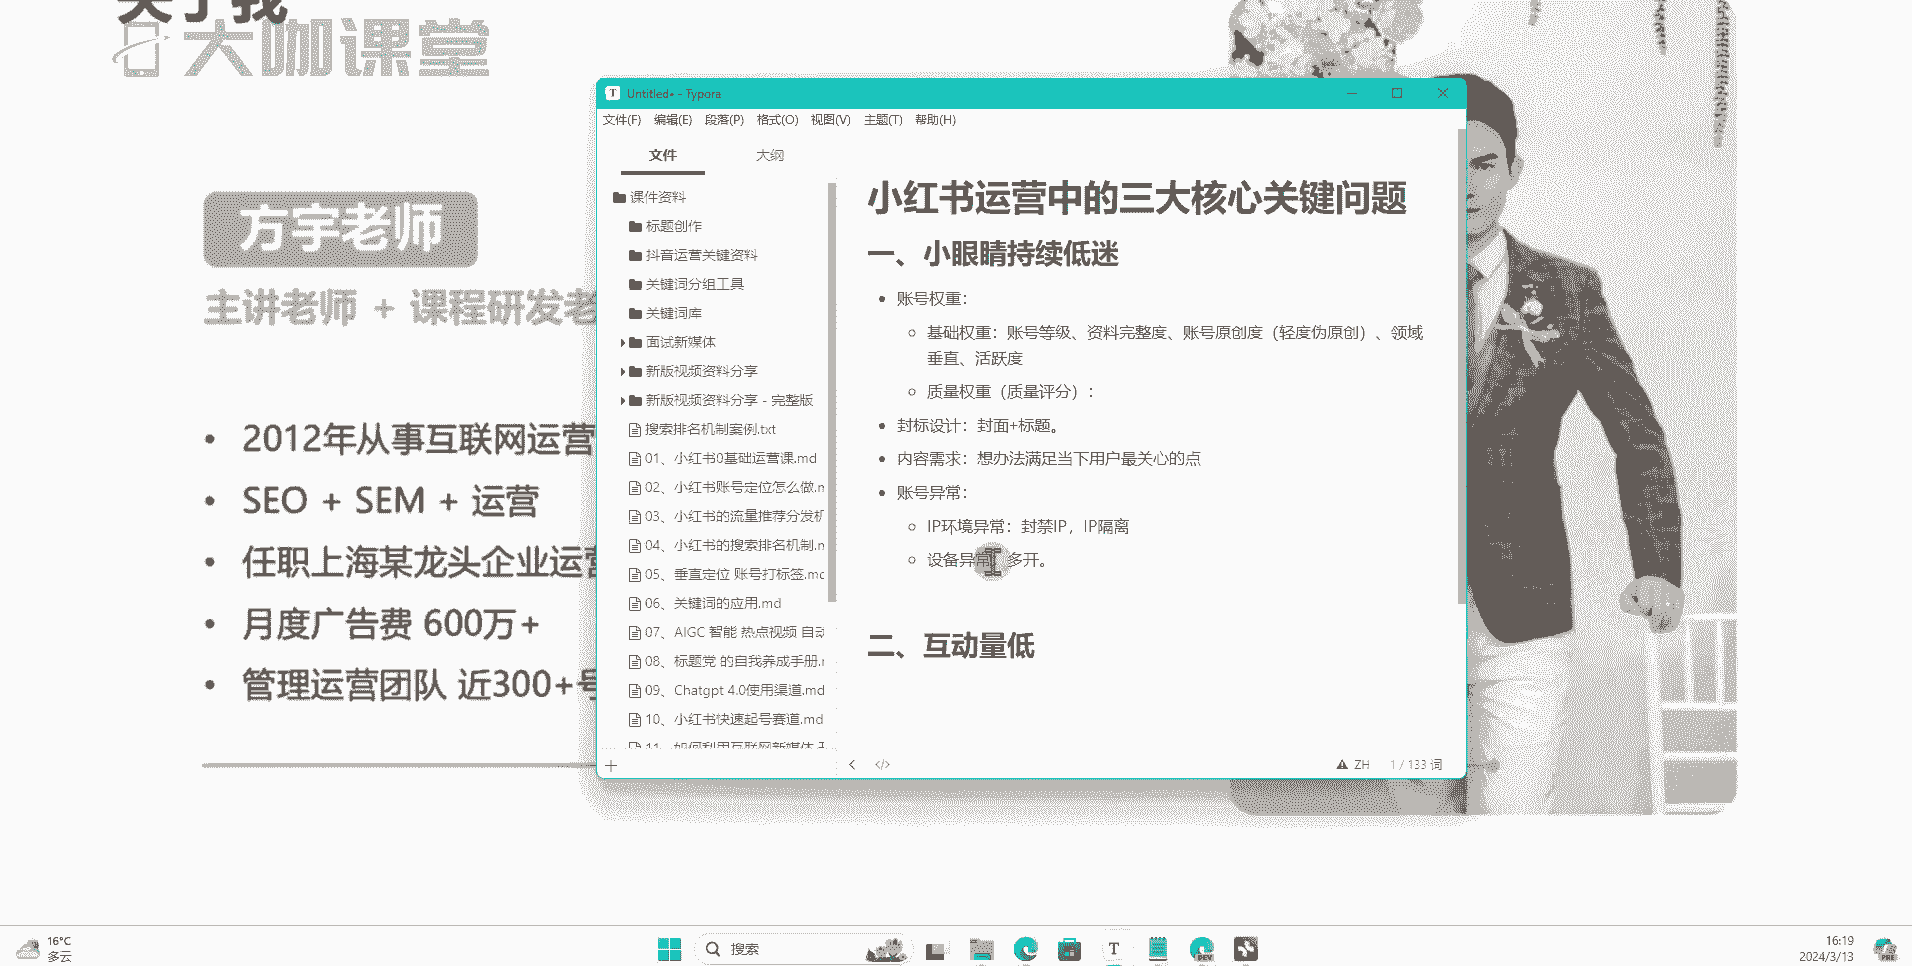 关于我
大咖课堂
方宇老师
主讲老师 + 课程研发老
2012年从事互联网运营
SEO + SEM + 运营
任职上海某龙头企业运营
月度广告费 600万+
管理运营团队 近300+号
Untitled• - Typora
文件(F) 编辑(E) 段落(P) 格式(O) 视图(V) 主题(T) 帮助(H)
文件 大纲
课件资料
标题创作
抖音运营关键资料
关键词分组工具
关键词库
面试新媒体
新版视频资料分享
新版视频资料分享 - 完整版
搜索排名机制案例.txt
01、小红书0基础运营课.md
02、小红书账号定位怎么做.m
03、小红书的流量推荐分发机
04、小红书的搜索排名机制.m
05、垂直定位 账号打标签.md
06、关键词的应用.md
07、AIGC 智能 热点视频 自动
08、标题党 的自我养成手册.m
09、Chatgpt 4.0使用渠道.md
10、小红书快速起号赛道.md
11、如何利用互联网新媒体
小红书运营中的三大核心关键问题
一、小眼睛持续低迷
账号权重：
基础权重：账号等级、资料完整度、账号原创度（轻度伪原创）、领域
垂直、活跃度
质量权重（质量评分）：
封标设计：封面+标题。
内容需求：想办法满足当下用户最关心的点
账号异常：
IP环境异常：封禁IP，IP隔离
设备异常：多开。
二、互动量低
ZH 1 / 133 词
16°C
多云
搜索
16:19
2024/3/13
DEV
PRE